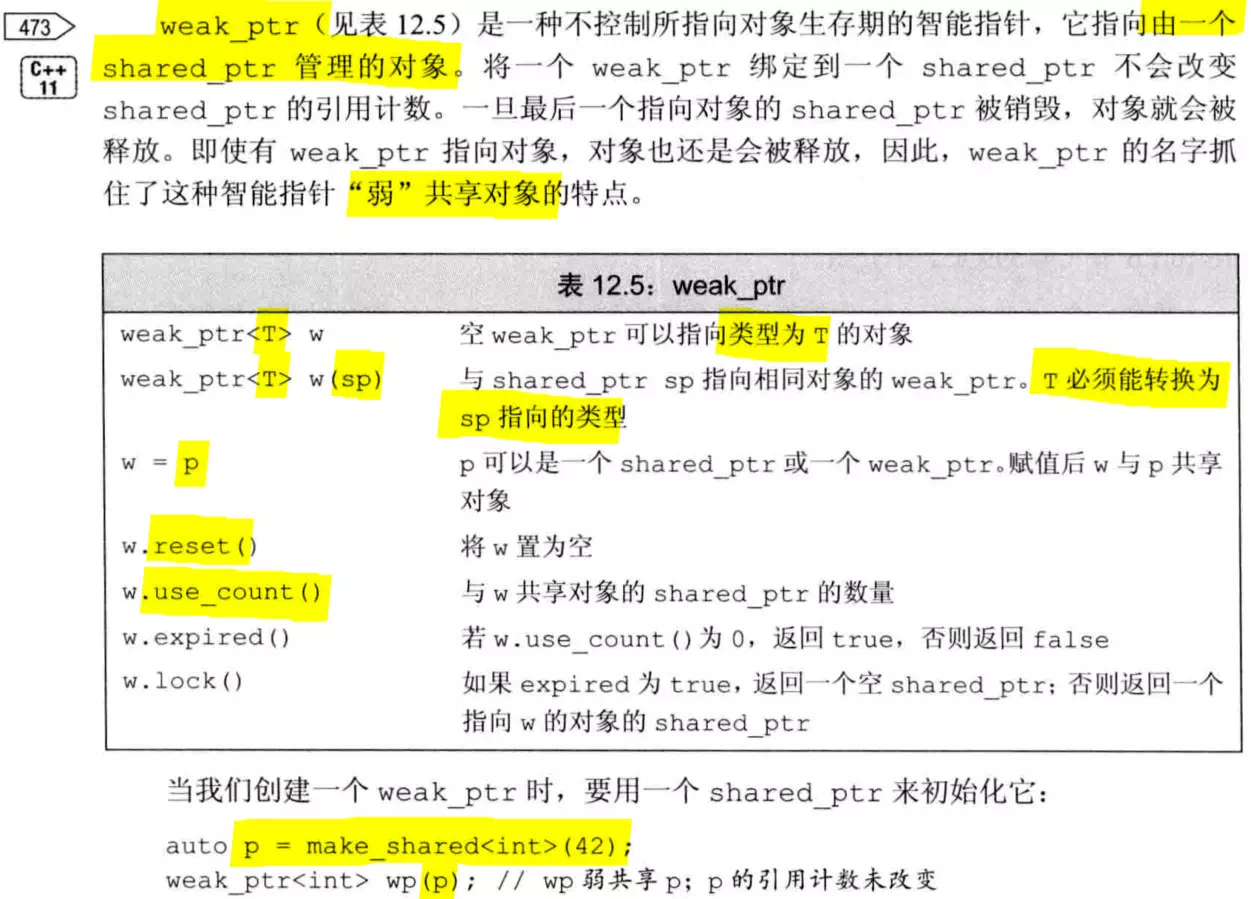 473
weak_ptr（见表 12.5）是一种不控制所指向对象生存期的智能指针，它指向由一个
C++
11
shared_ptr 管理的对象。将一个 weak_ptr 绑定到一个 shared_ptr 不会改变
shared_ptr 的引用计数。一旦最后一个指向对象的 shared_ptr 被销毁，对象就会被
释放。即使有 weak_ptr 指向对象，对象也还是会被释放，因此，weak_ptr 的名字抓
住了这种智能指针“弱”共享对象的特点。
表 12.5：weak_ptr
weak_ptr<T> w 空 weak_ptr 可以指向类型为 T 的对象
weak_ptr<T> w(sp) 与 shared_ptr sp 指向相同对象的 weak_ptr。T 必须能转换为
sp 指向的类型
w = p p 可以是一个 shared_ptr 或一个 weak_ptr。赋值后 w 与 p 共享
对象
w.reset() 将 w 置为空
w.use_count() 与 w 共享对象的 shared_ptr 的数量
w.expired() 若 w.use_count()为 0，返回 true，否则返回 false
w.lock() 如果 expired 为 true，返回一个空 shared_ptr；否则返回一个
指向 w 的对象的 shared_ptr
当我们创建一个 weak_ptr 时，要用一个 shared_ptr 来初始化它：
auto p = make_shared<int>(42);
weak_ptr<int> wp(p); // wp 弱共享 p；p 的引用计数未改变